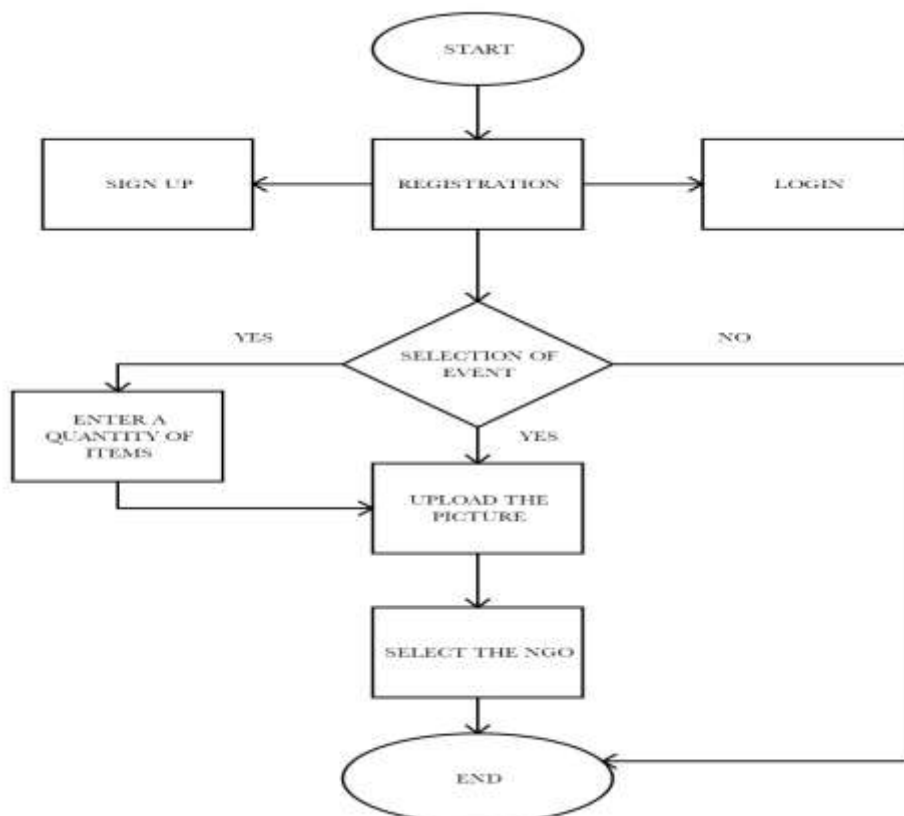 START
SIGN UP
REGISTRATION
LOGIN
YES
NO
SELECTION OF
EVENT
ENTER A
QUANTITY OF
ITEMS
YES
UPLOAD THE
PICTURE
SELECT THE NGO
END